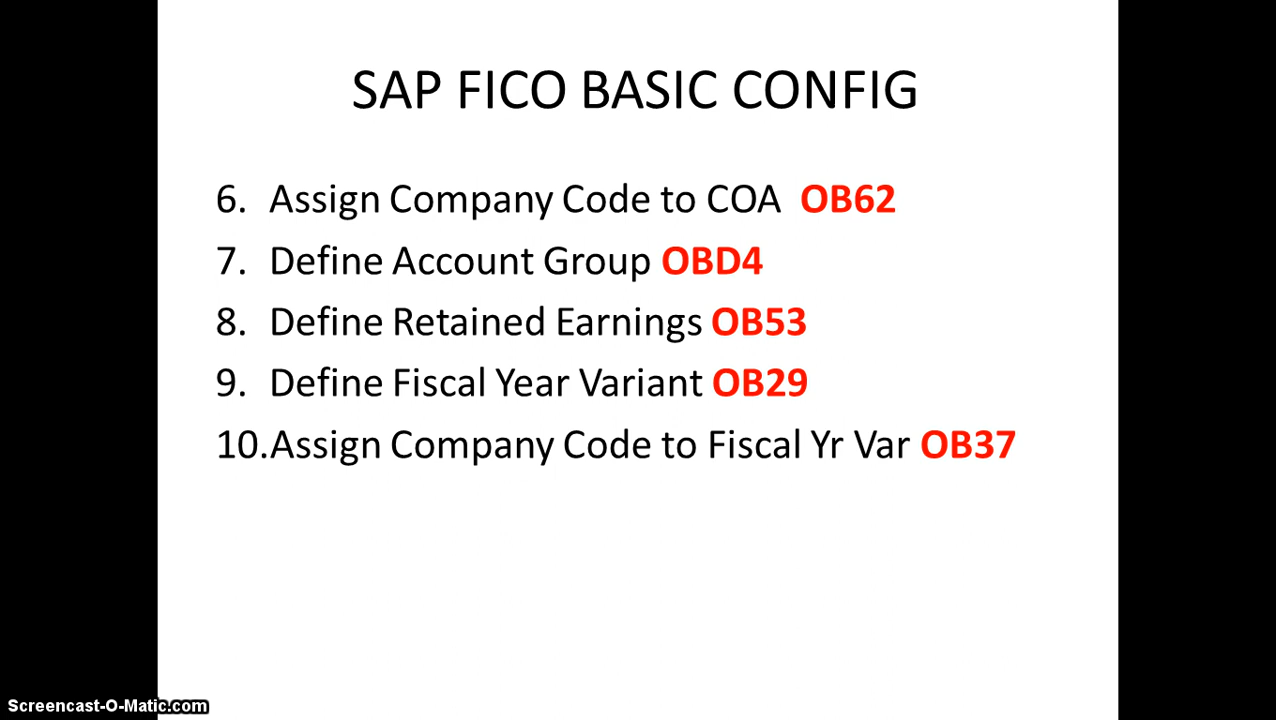 SAP FICO BASIC CONFIG
6. Assign Company Code to COA OB62
7. Define Account Group OBD4
8. Define Retained Earnings OB53
9. Define Fiscal Year Variant OB29
10.Assign Company Code to Fiscal Yr Var OB37
Screencast-O-Matic.com